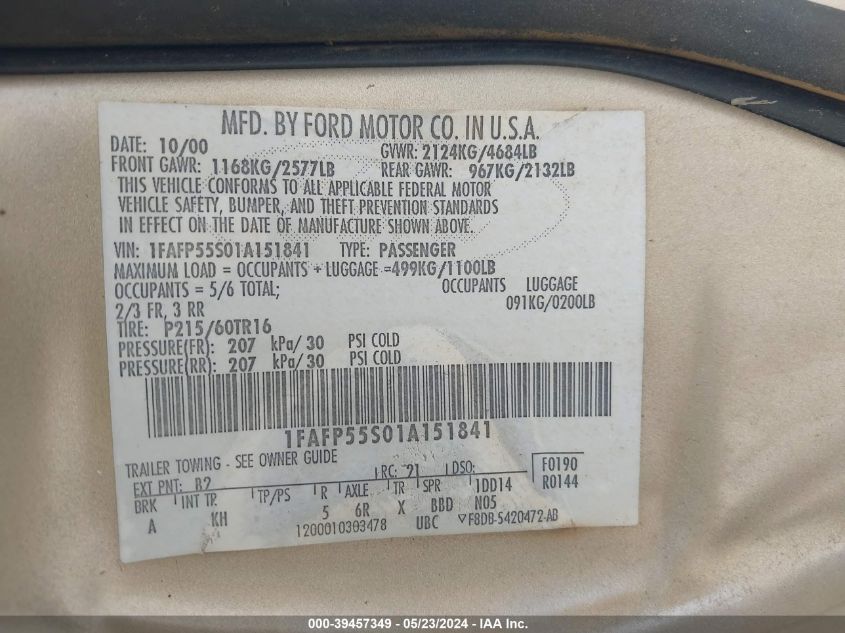 MFD. BY FORD MOTOR CO. IN U.S.A.
DATE: 10/00 GVWR: 2124KG/4684LB
FRONT GAWR: 1168KG/2577LB REAR GAWR: 967KG/2132LB
THIS VEHICLE CONFORMS TO ALL APPLICABLE FEDERAL MOTOR
VEHICLE SAFETY, BUMPER, AND THEFT PREVENTION STANDARDS
IN EFFECT ON THE DATE OF MANUFACTURE SHOWN ABOVE.
VIN: 1FAFP55S01A151841 TYPE: PASSENGER
MAXIMUM LOAD = OCCUPANTS + LUGGAGE =499KG/1100LB
OCCUPANTS = 5/6 TOTAL; OCCUPANTS LUGGAGE
2/3 FR, 3 RR 091KG/0200LB
TIRE: P215/60TR16
PRESSURE(FR): 207 kPa/ 30 PSI COLD
PRESSURE(RR): 207 kPa/ 30 PSI COLD
1FAFP55S01A151841
TRAILER TOWING - SEE OWNER GUIDE
EXT PNT: B2 RC: 21 DSO: F0190
BRK INT TR TP/PS R AXLE TR SPR 1DD14 R0144
A KH 5 6R X BBD N05
1200010303478 UBC F8DB-5420472-AB
000-39457349 - 05/23/2024 - IAA Inc.